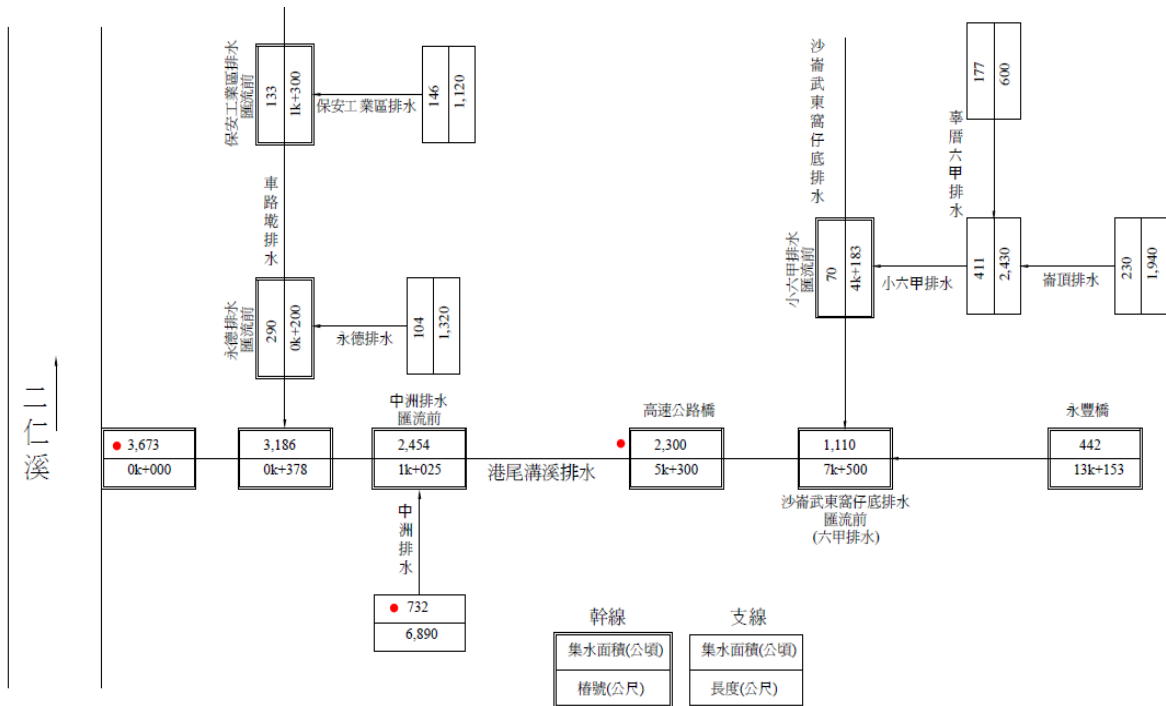 保安工業區排水
匯流前
133
1k+300
保安工業區排水
146
1,120
車路墘排水
永德排水
匯流前
290
0k+200
永德排水
104
1,320
沙崙武東窩仔底排水
177
600
辜厝六甲排水
小六甲排水
匯流前
70
4k+183
小六甲排水
411
2,430
崙頂排水
230
1,940
二仁溪
3,673
0k+000
3,186
0k+378
中洲排水
匯流前
2,454
1k+025
港尾溝溪排水
高速公路橋
2,300
5k+300
1,110
7k+500
沙崙武東窩仔底排水
匯流前
(六甲排水)
永豐橋
442
13k+153
中洲排水
732
6,890
幹線
集水面積(公頃)
樁號(公尺)
支線
集水面積(公頃)
長度(公尺)